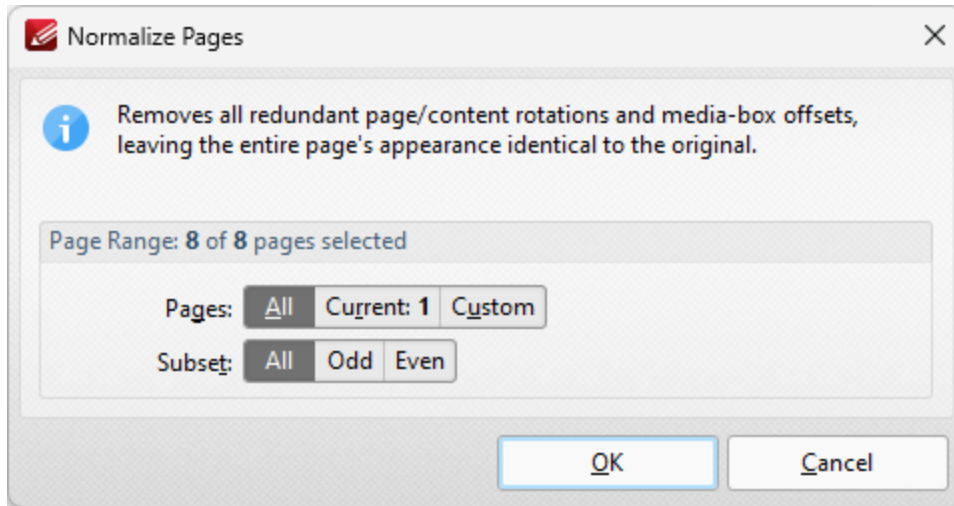 Normalize Pages
Removes all redundant page/content rotations and media-box offsets,
leaving the entire page's appearance identical to the original.
Page Range: 8 of 8 pages selected
Pages: All Current: 1 Custom
Subset: All Odd Even
OK Cancel